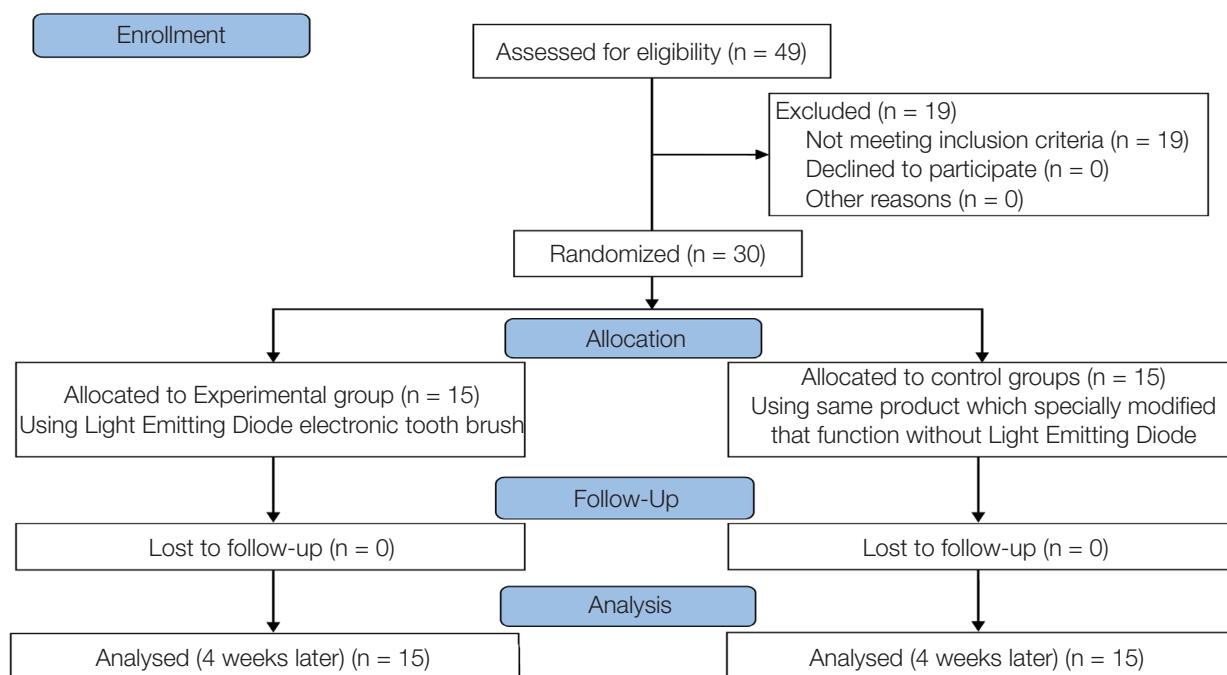 Enrollment
Assessed for eligibility (n = 49)
Excluded (n = 19)
Not meeting inclusion criteria (n = 19)
Declined to participate (n = 0)
Other reasons (n = 0)
Randomized (n = 30)
Allocation
Allocated to Experimental group (n = 15)
Using Light Emitting Diode electronic tooth brush
Allocated to control groups (n = 15)
Using same product which specially modified
that function without Light Emitting Diode
Follow-Up
Lost to follow-up (n = 0)
Lost to follow-up (n = 0)
Analysis
Analysed (4 weeks later) (n = 15)
Analysed (4 weeks later) (n = 15)